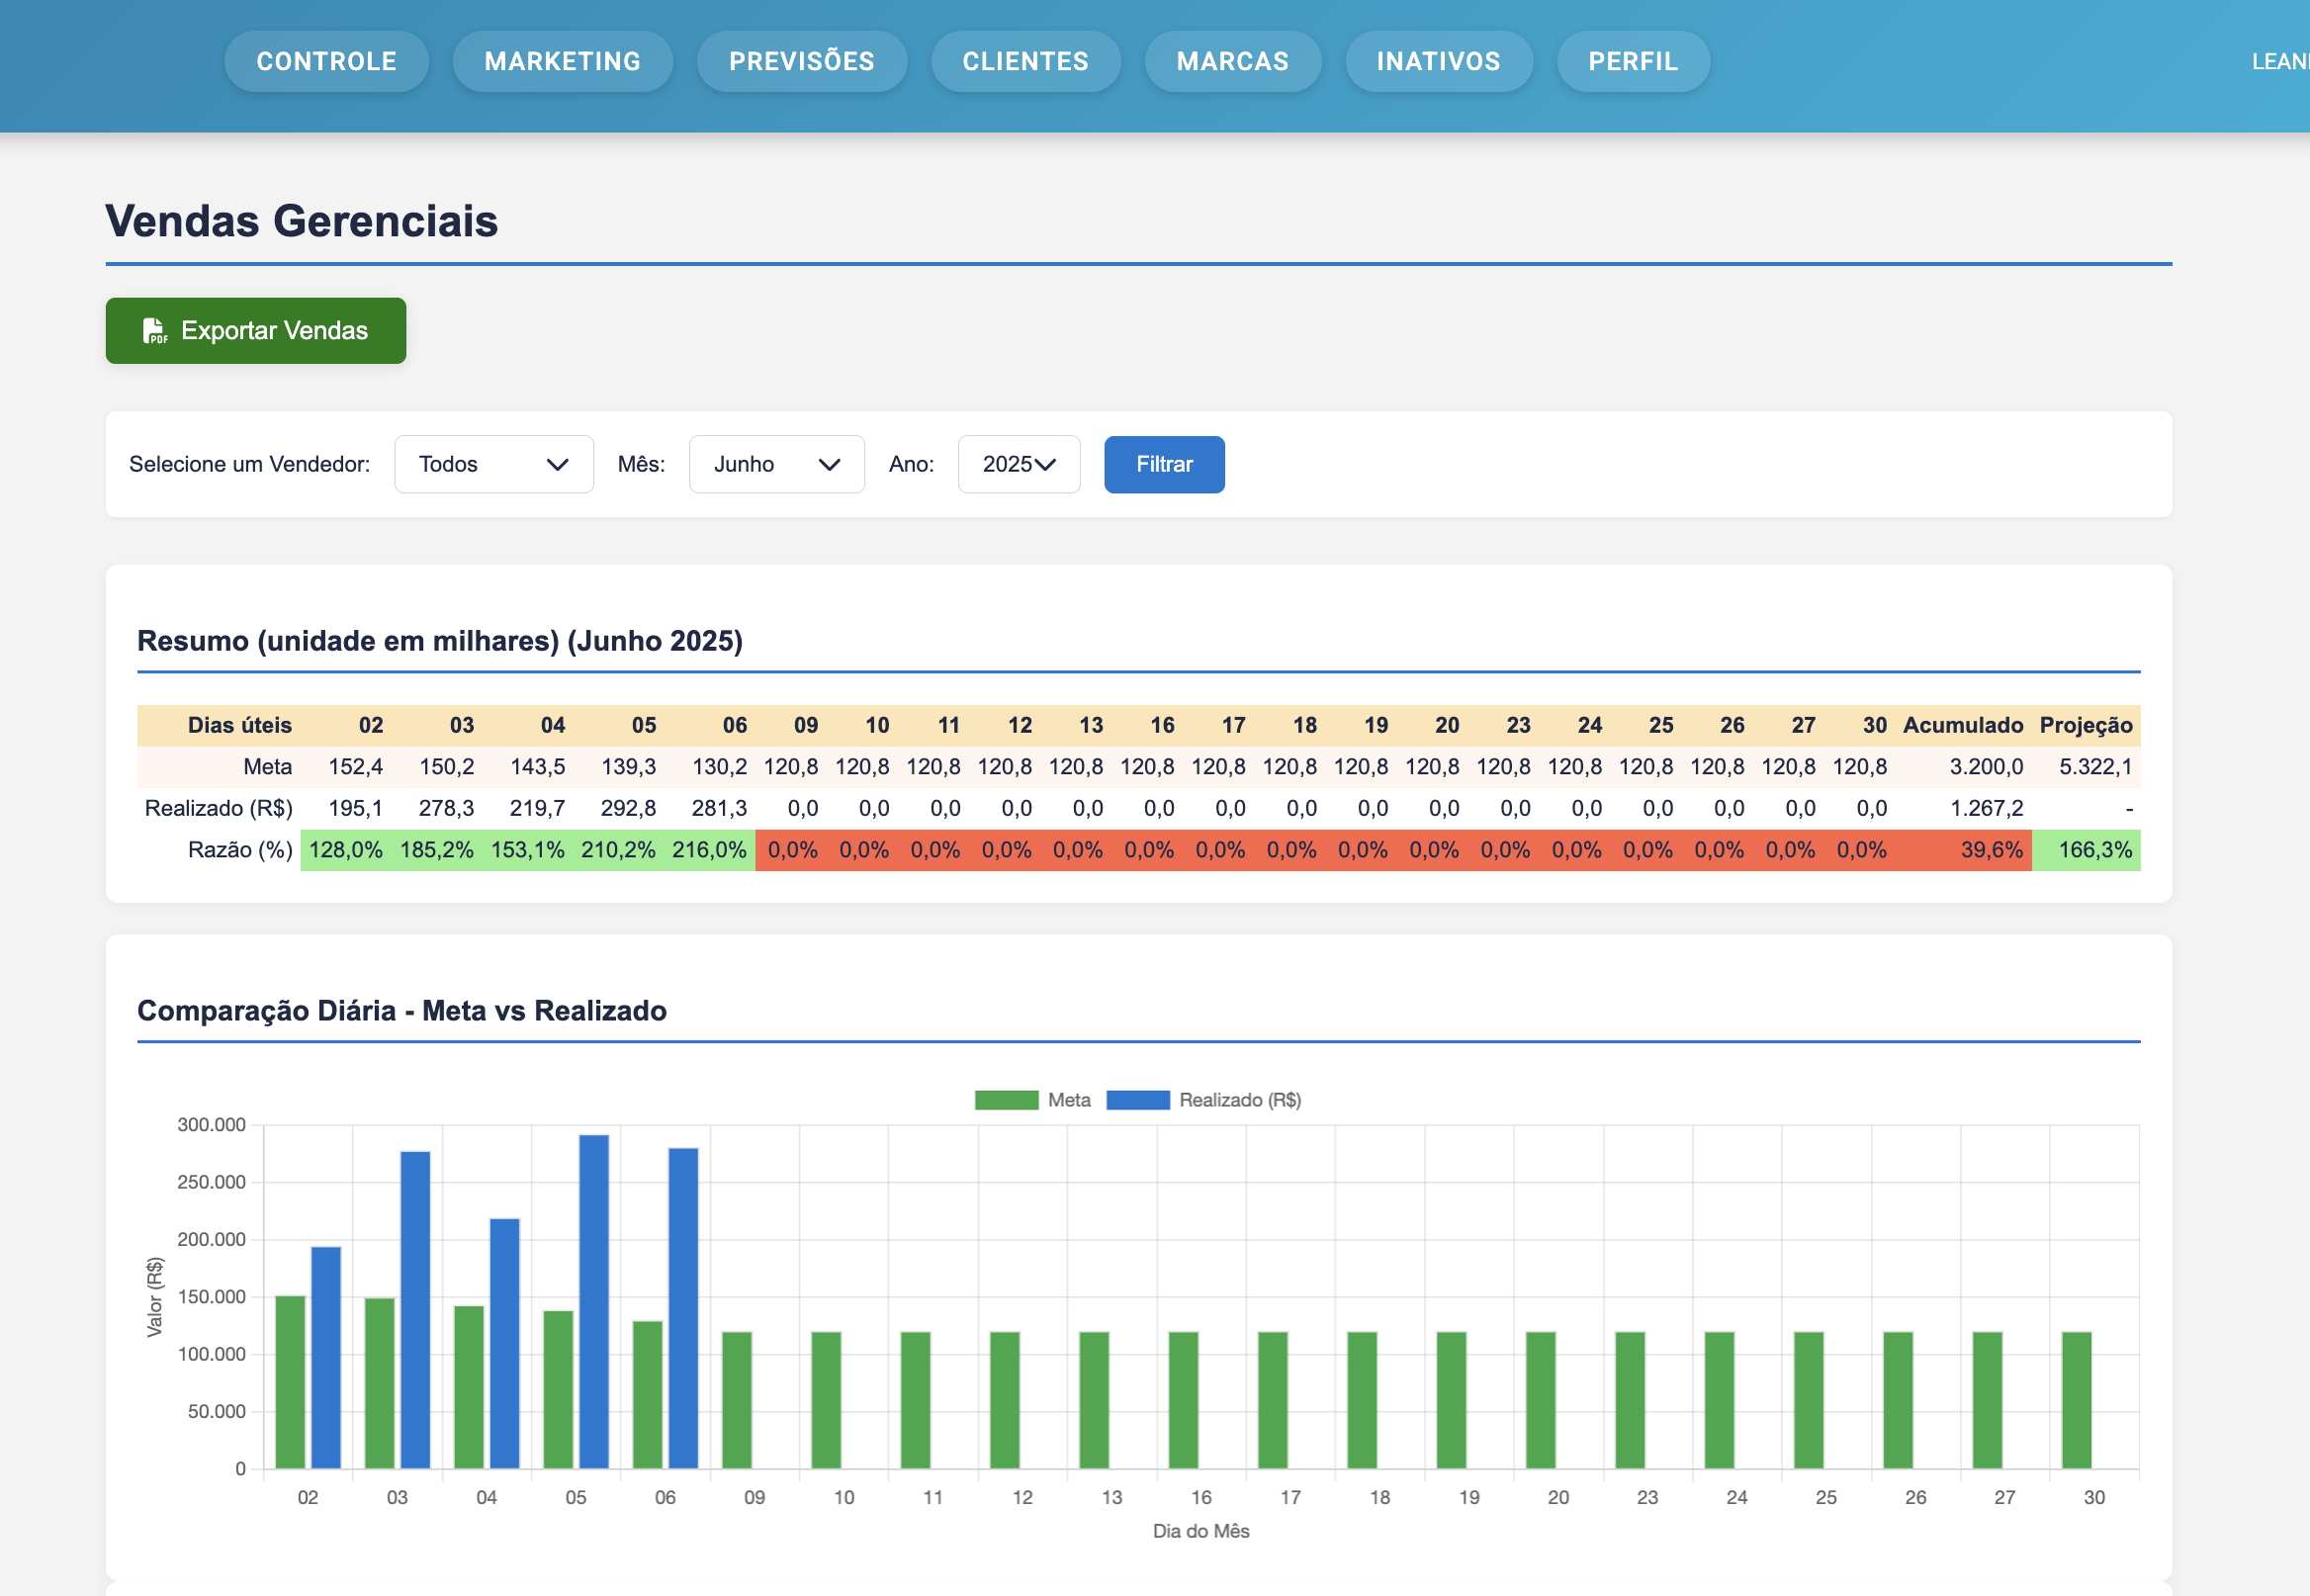 CONTROLE MARKETING PREVISÕES CLIENTES MARCAS INATIVOS PERFIL
Vendas Gerenciais
PDF Exportar Vendas
Selecione um Vendedor: Todos Mês: Junho Ano: 2025 Filtrar
Resumo (unidade em milhares) (Junho 2025)
Dias úteis 02 03 04 05 06 09 10 11 12 13 16 17 18 19 20 23 24 25 26 27 30 Acumulado Projeção
Meta 152,4 150,2 143,5 139,3 130,2 120,8 120,8 120,8 120,8 120,8 120,8 120,8 120,8 120,8 120,8 120,8 120,8 120,8 120,8 120,8 120,8 3.200,0 5.322,1
Realizado (R$) 195,1 278,3 219,7 292,8 281,3 0,0 0,0 0,0 0,0 0,0 0,0 0,0 0,0 0,0 0,0 0,0 0,0 0,0 0,0 0,0 0,0 1.267,2 -
Razão (%) 128,0% 185,2% 153,1% 210,2% 216,0% 0,0% 0,0% 0,0% 0,0% 0,0% 0,0% 0,0% 0,0% 0,0% 0,0% 0,0% 0,0% 0,0% 0,0% 0,0% 0,0% 39,6% 166,3%
Comparação Diária - Meta vs Realizado
Meta Realizado (R$)
300.000
250.000
200.000
150.000
100.000
50.000
0
Valor (R$)
02 03 04 05 06 09 10 11 12 13 16 17 18 19 20 23 24 25 26 27 30
Dia do Mês